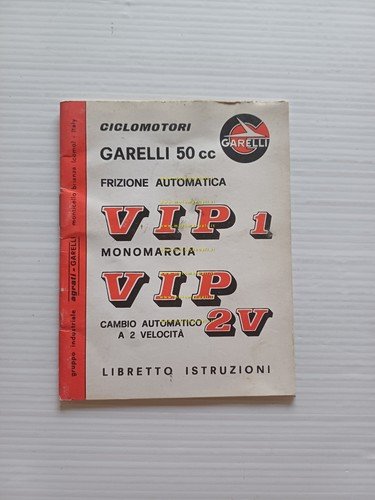 CICLOMOTORI
GARELLI
GARELLI 50 cc
FRIZIONE AUTOMATICA
VIP 1
MONOMARCIA
VIP 2V
CAMBIO AUTOMATICO
A 2 VELOCITÀ
LIBRETTO ISTRUZIONI
gruppo industriale agrati-GARELLI monticello brianza (como) - italy